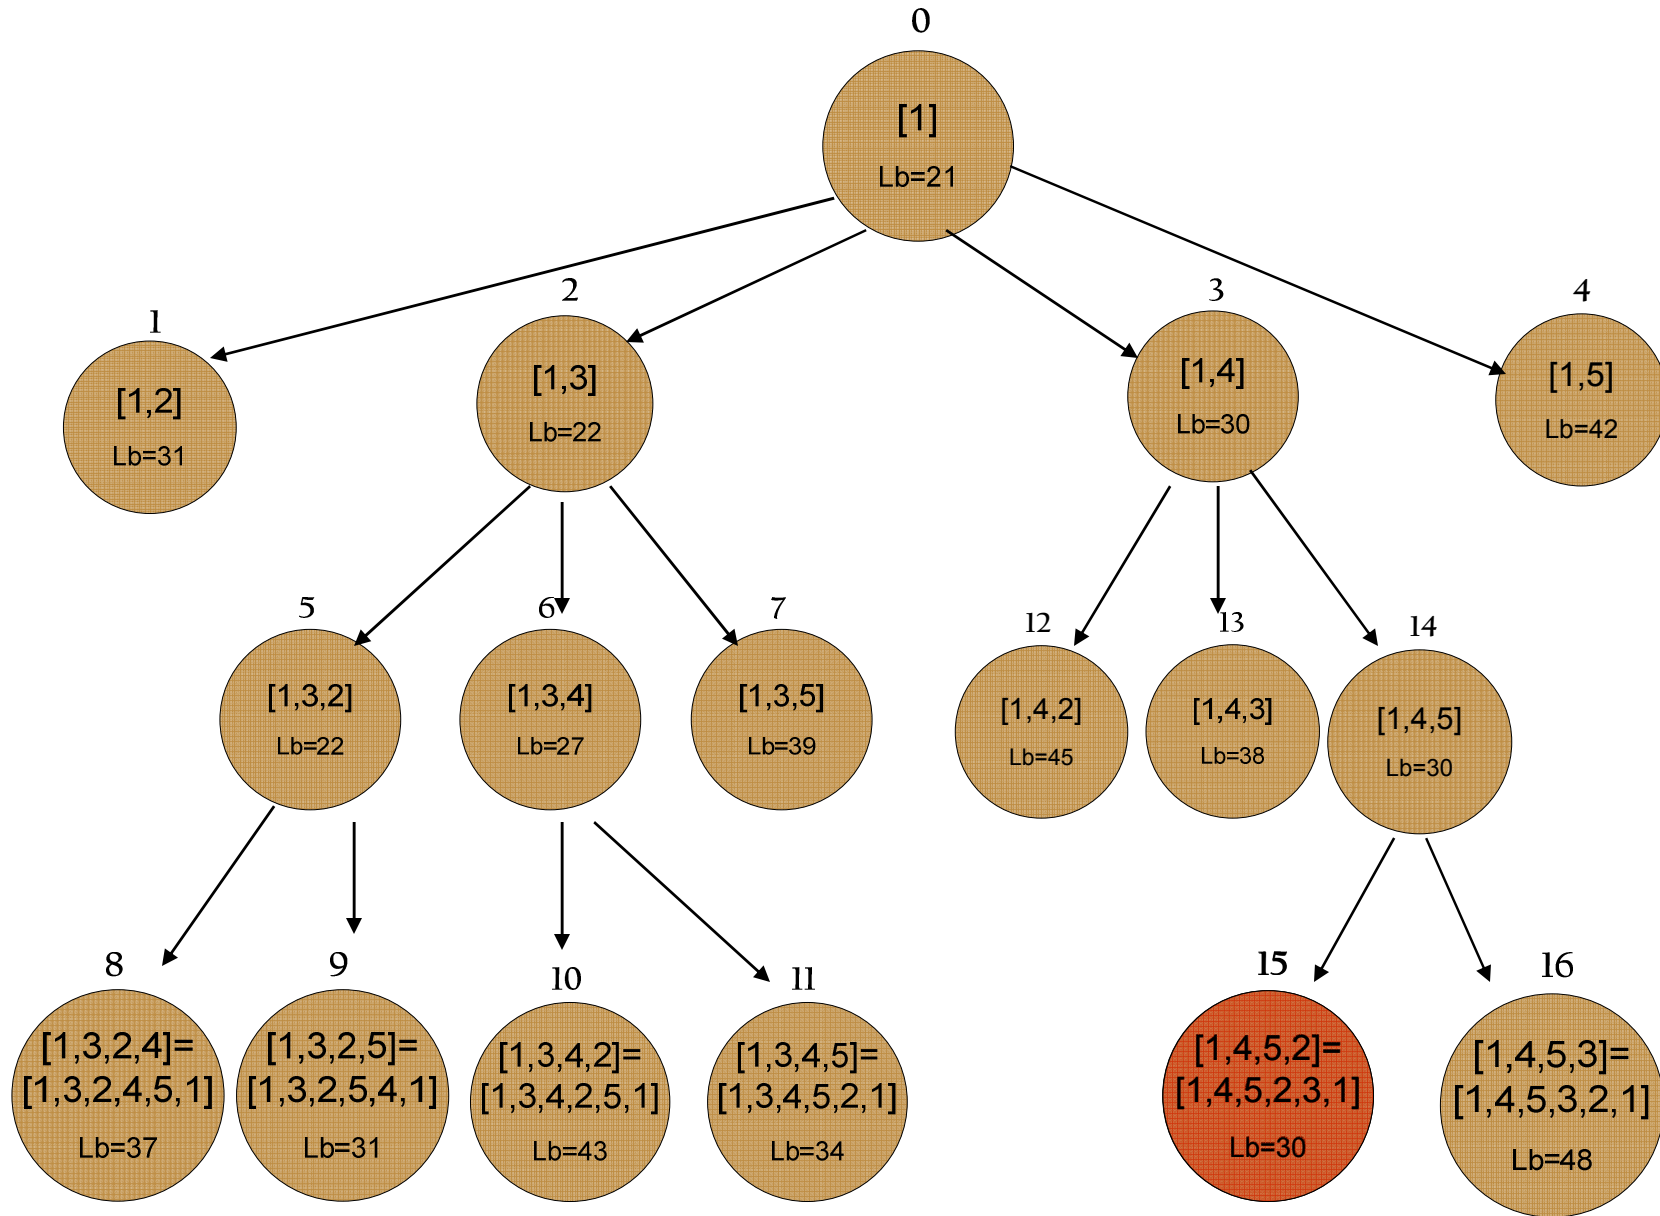 0
[1]
Lb=21
1
[1,2]
Lb=31
2
[1,3]
Lb=22
3
[1,4]
Lb=30
4
[1,5]
Lb=42
5
[1,3,2]
Lb=22
6
[1,3,4]
Lb=27
7
[1,3,5]
Lb=39
12
[1,4,2]
Lb=45
13
[1,4,3]
Lb=38
14
[1,4,5]
Lb=30
8
[1,3,2,4]=
[1,3,2,4,5,1]
Lb=37
9
[1,3,2,5]=
[1,3,2,5,4,1]
Lb=31
10
[1,3,4,2]=
[1,3,4,2,5,1]
Lb=43
11
[1,3,4,5]=
[1,3,4,5,2,1]
Lb=34
15
[1,4,5,2]=
[1,4,5,2,3,1]
Lb=30
16
[1,4,5,3]=
[1,4,5,3,2,1]
Lb=48